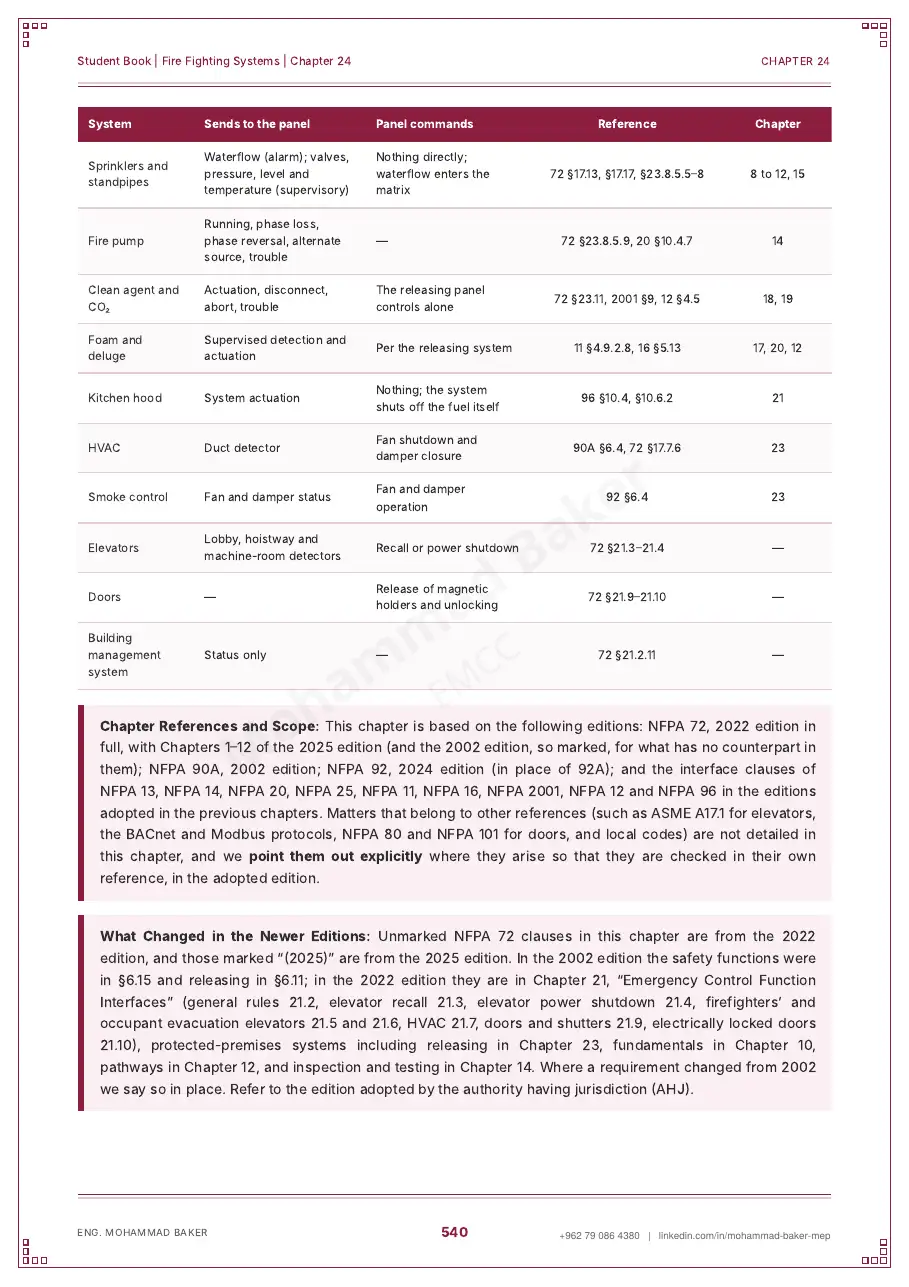 Student Book | Fire Fighting Systems | Chapter 24
CHAPTER 24
System Sends to the panel Panel commands Reference Chapter
Sprinklers and standpipes Waterflow (alarm); valves, pressure, level and temperature (supervisory) Nothing directly; waterflow enters the matrix 72 §17.13, §17.17, §23.8.5.5–8 8 to 12, 15
Fire pump Running, phase loss, phase reversal, alternate source, trouble — 72 §23.8.5.9, 20 §10.4.7 14
Clean agent and CO₂ Actuation, disconnect, abort, trouble The releasing panel controls alone 72 §23.11, 2001 §9, 12 §4.5 18, 19
Foam and deluge Supervised detection and actuation Per the releasing system 11 §4.9.2.8, 16 §5.13 17, 20, 12
Kitchen hood System actuation Nothing; the system shuts off the fuel itself 96 §10.4, §10.6.2 21
HVAC Duct detector Fan shutdown and damper closure 90A §6.4, 72 §17.7.6 23
Smoke control Fan and damper status Fan and damper operation 92 §6.4 23
Elevators Lobby, hoistway and machine-room detectors Recall or power shutdown 72 §21.3–21.4 —
Doors — Release of magnetic holders and unlocking 72 §21.9–21.10 —
Building management system Status only — 72 §21.2.11 —
Chapter References and Scope: This chapter is based on the following editions: NFPA 72, 2022 edition in
full, with Chapters 1–12 of the 2025 edition (and the 2002 edition, so marked, for what has no counterpart in
them); NFPA 90A, 2002 edition; NFPA 92, 2024 edition (in place of 92A); and the interface clauses of
NFPA 13, NFPA 14, NFPA 20, NFPA 25, NFPA 11, NFPA 16, NFPA 2001, NFPA 12 and NFPA 96 in the editions
adopted in the previous chapters. Matters that belong to other references (such as ASME A17.1 for elevators,
the BACnet and Modbus protocols, NFPA 80 and NFPA 101 for doors, and local codes) are not detailed in
this chapter, and we point them out explicitly where they arise so that they are checked in their own
reference, in the adopted edition.
What Changed in the Newer Editions: Unmarked NFPA 72 clauses in this chapter are from the 2022
edition, and those marked “(2025)” are from the 2025 edition. In the 2002 edition the safety functions were
in §6.15 and releasing in §6.11; in the 2022 edition they are in Chapter 21, “Emergency Control Function
Interfaces” (general rules 21.2, elevator recall 21.3, elevator power shutdown 21.4, firefighters’ and
occupant evacuation elevators 21.5 and 21.6, HVAC 21.7, doors and shutters 21.9, electrically locked doors
21.10), protected-premises systems including releasing in Chapter 23, fundamentals in Chapter 10,
pathways in Chapter 12, and inspection and testing in Chapter 14. Where a requirement changed from 2002
we say so in place. Refer to the edition adopted by the authority having jurisdiction (AHJ).
Mohammad Baker
FMCC
ENG. MOHAMMAD BAKER
540
+962 79 086 4380 | linkedin.com/in/mohammad-baker-mep